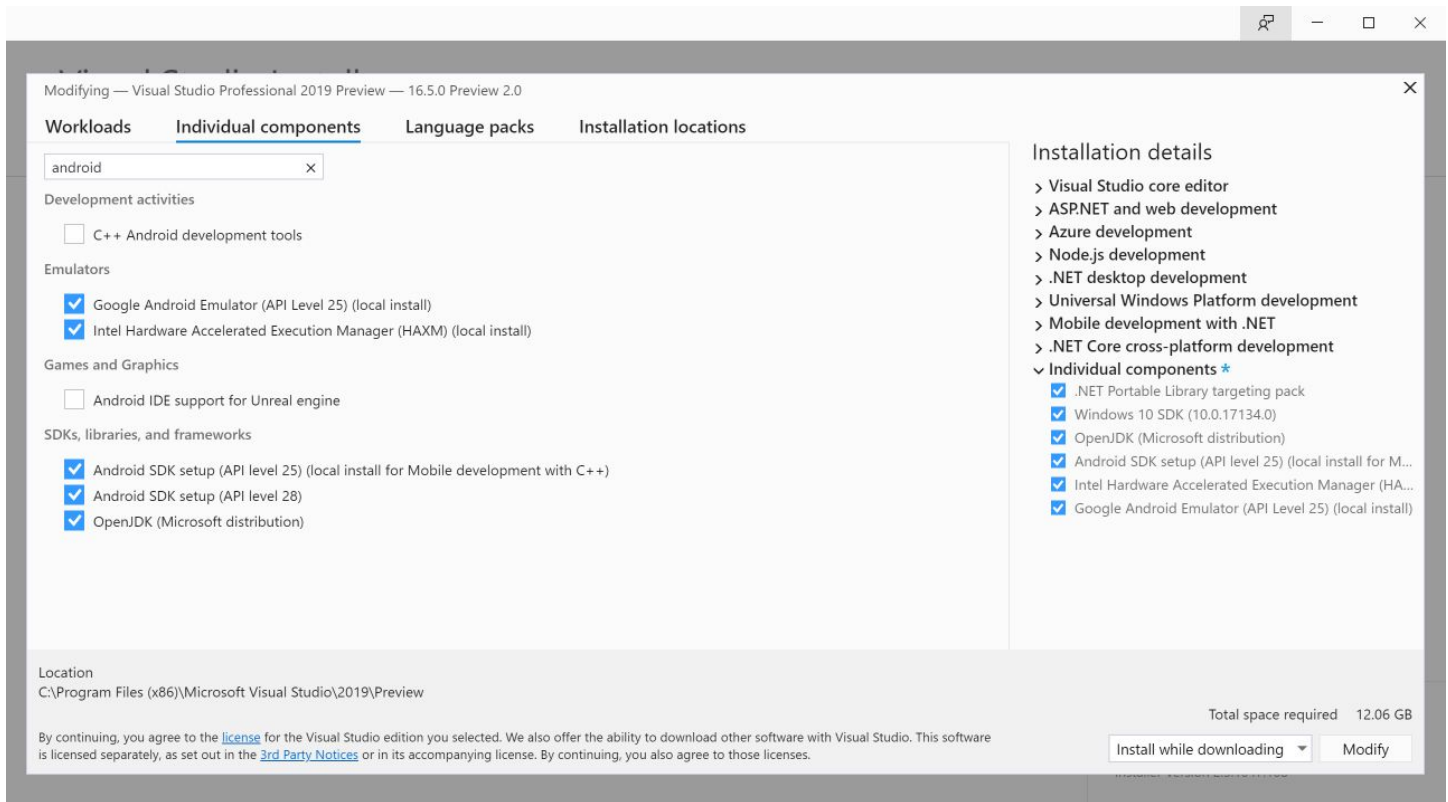 Modifying — Visual Studio Professional 2019 Preview — 16.5.0 Preview 2.0
Workloads Individual components Language packs Installation locations
android
Development activities
C++ Android development tools
Emulators
Google Android Emulator (API Level 25) (local install)
Intel Hardware Accelerated Execution Manager (HAXM) (local install)
Games and Graphics
Android IDE support for Unreal engine
SDKs, libraries, and frameworks
Android SDK setup (API level 25) (local install for Mobile development with C++)
Android SDK setup (API level 28)
OpenJDK (Microsoft distribution)
Installation details
Visual Studio core editor
ASP.NET and web development
Azure development
Node.js development
.NET desktop development
Universal Windows Platform development
Mobile development with .NET
.NET Core cross-platform development
Individual components *
.NET Portable Library targeting pack
Windows 10 SDK (10.0.17134.0)
OpenJDK (Microsoft distribution)
Android SDK setup (API level 25) (local install for M...
Intel Hardware Accelerated Execution Manager (HA...
Google Android Emulator (API Level 25) (local install)
Location
C:\Program Files (x86)\Microsoft Visual Studio\2019\Preview
Total space required 12.06 GB
By continuing, you agree to the license for the Visual Studio edition you selected. We also offer the ability to download other software with Visual Studio. This software
is licensed separately, as set out in the 3rd Party Notices or in its accompanying license. By continuing, you also agree to those licenses.
Install while downloading Modify